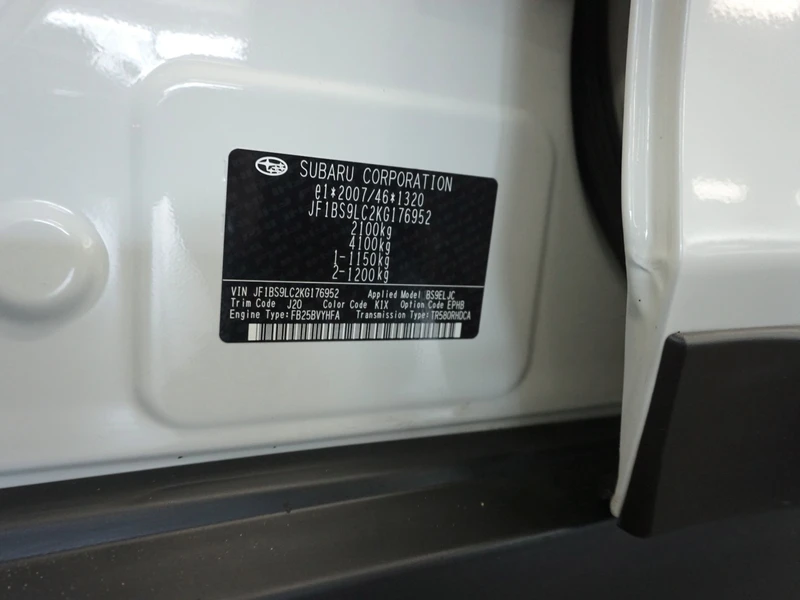 SUBARU CORPORATION
e1*2007/46*1320
JF1BS9LC2KG176952
2100kg
4100kg
1-1150kg
2-1200kg
VIN JF1BS9LC2KG176952 Applied Model BS9ELJC
Trim Code J20 Color Code K1X Option Code EPHB
Engine Type: FB25BVYHFA Transmission Type: TR580RHDCA